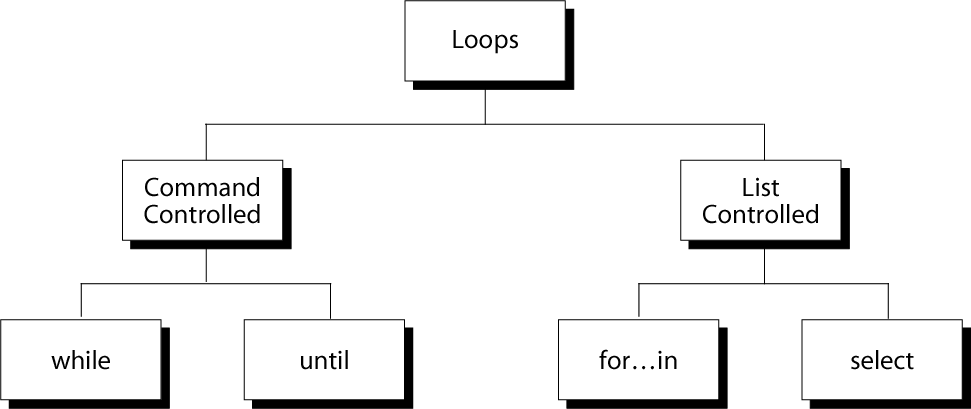 Loops
Command
Controlled
List
Controlled
while
until
for…in
select